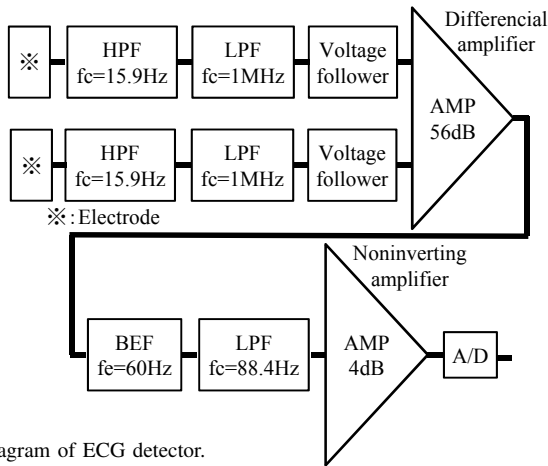 Differencial
amplifier
※
HPF
fc=15.9Hz
LPF
fc=1MHz
Voltage
follower
AMP
56dB
※
HPF
fc=15.9Hz
LPF
fc=1MHz
Voltage
follower
※:Electrode
Noninverting
amplifier
BEF
fe=60Hz
LPF
fc=88.4Hz
AMP
4dB
A/D
agram of ECG detector.